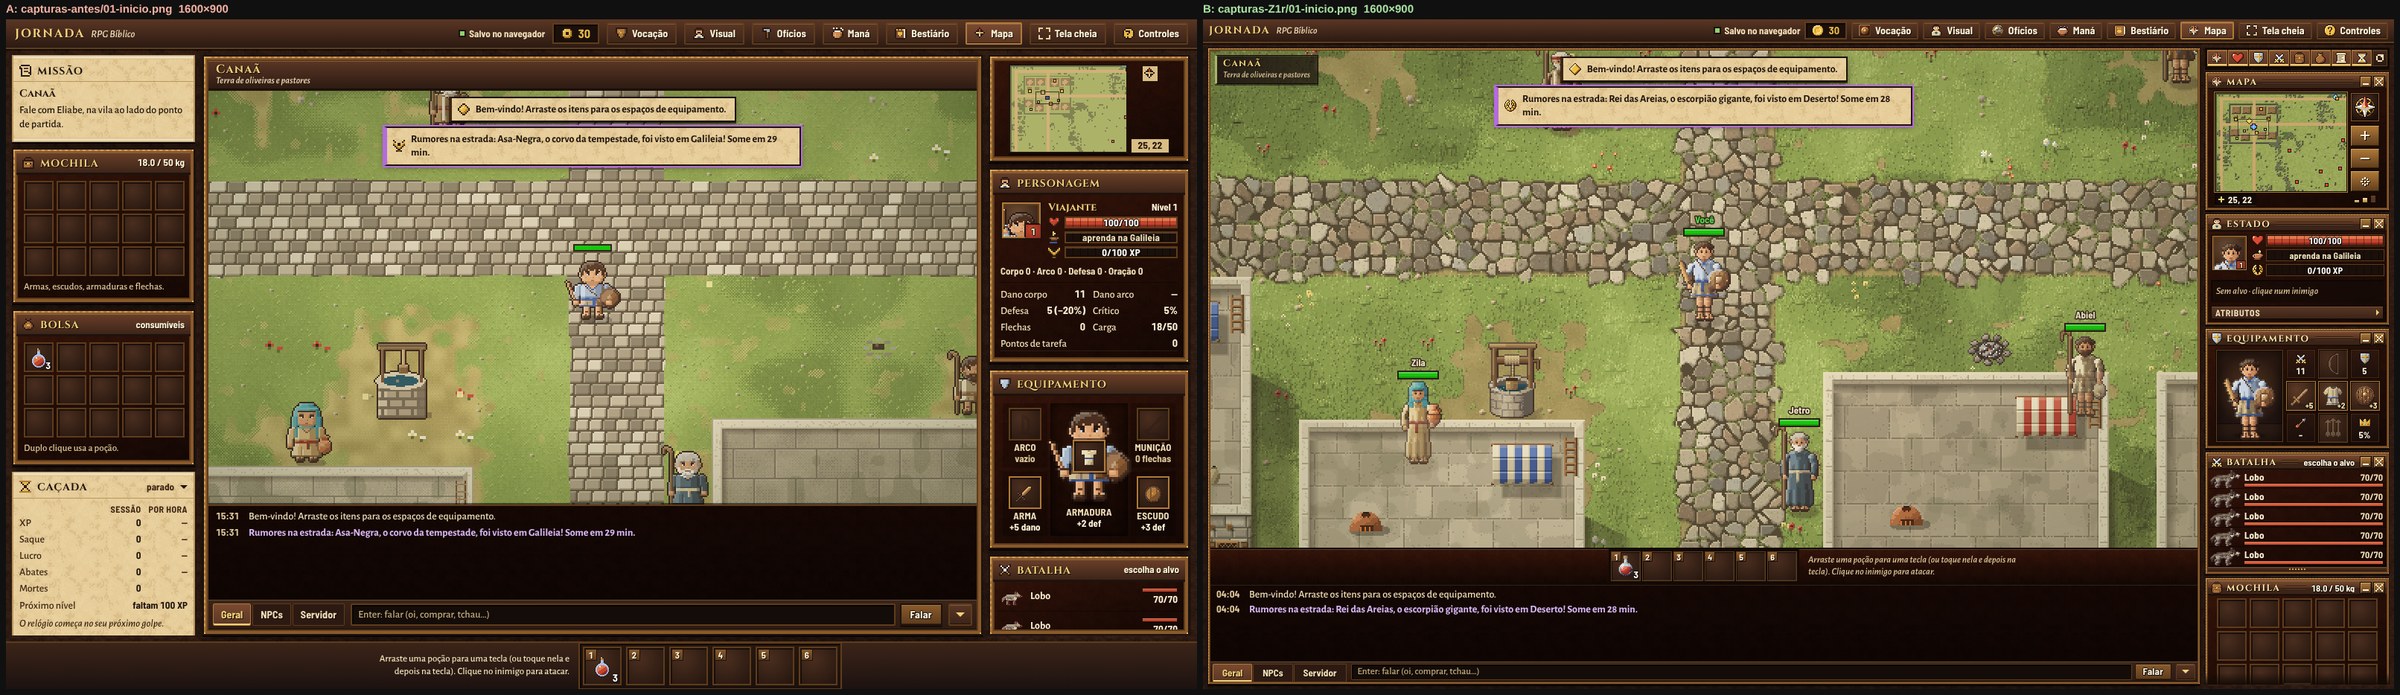 A: capturas-antes/01-inicio.png 1600×900
JORNADA RPG Bíblico
Salvo no navegador
30
Vocação
Visual
Ofícios
Maná
Bestiário
Mapa
Tela cheia
Controles
MISSÃO
CANAÃ
Fale com Eliabe, na vila ao lado do ponto
de partida.
MOCHILA 18.0 / 50 kg
Armas, escudos, armaduras e flechas.
BOLSA consumíveis
3
Duplo clique usa a poção.
CAÇADA parado
SESSÃO POR HORA
XP 0 –
Saque 0 –
Lucro 0 –
Abates 0 –
Mortes 0
Próximo nível faltam 100 XP
O relógio começa no seu próximo golpe.
CANAÃ
Terra de oliveiras e pastores
Bem-vindo! Arraste os itens para os espaços de equipamento.
Rumores na estrada: Asa-Negra, o corvo da tempestade, foi visto em Galileia! Some em 29
min.
15:31 Bem-vindo! Arraste os itens para os espaços de equipamento.
15:31 Rumores na estrada: Asa-Negra, o corvo da tempestade, foi visto em Galileia! Some em 29 min.
Geral NPCs Servidor Enter: falar (oi, comprar, tchau...) Falar
Arraste uma poção para uma tecla (ou toque nela e
depois na tecla). Clique no inimigo para atacar.
1 2 3 4 5 6
3
25, 22
PERSONAGEM
VIAJANTE Nível 1
100/100
1
aprenda na Galileia
0/100 XP
Corpo 0 · Arco 0 · Defesa 0 · Oração 0
Dano corpo 11 Dano arco –
Defesa 5 (−20%) Crítico 5%
Flechas 0 Carga 18/50
Pontos de tarefa 0
EQUIPAMENTO
ARCO
vazio
MUNIÇÃO
0 flechas
ARMA
+5 dano
ARMADURA
+2 def
ESCUDO
+3 def
BATALHA escolha o alvo
Lobo
70/70
Lobo
70/70
B: capturas-Z1r/01-inicio.png 1600×900
JORNADA RPG Bíblico
Salvo no navegador
30
Vocação
Visual
Ofícios
Maná
Bestiário
Mapa
Tela cheia
Controles
CANAÃ
Terra de oliveiras e pastores
Bem-vindo! Arraste os itens para os espaços de equipamento.
Rumores na estrada: Rei das Areias, o escorpião gigante, foi visto em Deserto! Some em 28
min.
Você
Abiel
Zila
Jetro
1 2 3 4 5 6
3
Arraste uma poção para uma tecla (ou toque nela e depois na
tecla). Clique no inimigo para atacar.
04:04 Bem-vindo! Arraste os itens para os espaços de equipamento.
04:04 Rumores na estrada: Rei das Areias, o escorpião gigante, foi visto em Deserto! Some em 28 min.
Geral NPCs Servidor Enter: falar (oi, comprar, tchau...) Falar
MAPA
25, 22
ESTADO
100/100
aprenda na Galileia
1
0/100 XP
Sem alvo · clique num inimigo
ATRIBUTOS
EQUIPAMENTO
11 5
+5 +2 +3
- 5%
BATALHA escolha o alvo
Lobo 70/70
Lobo 70/70
Lobo 70/70
Lobo 70/70
Lobo 70/70
MOCHILA 18.0 / 50 kg